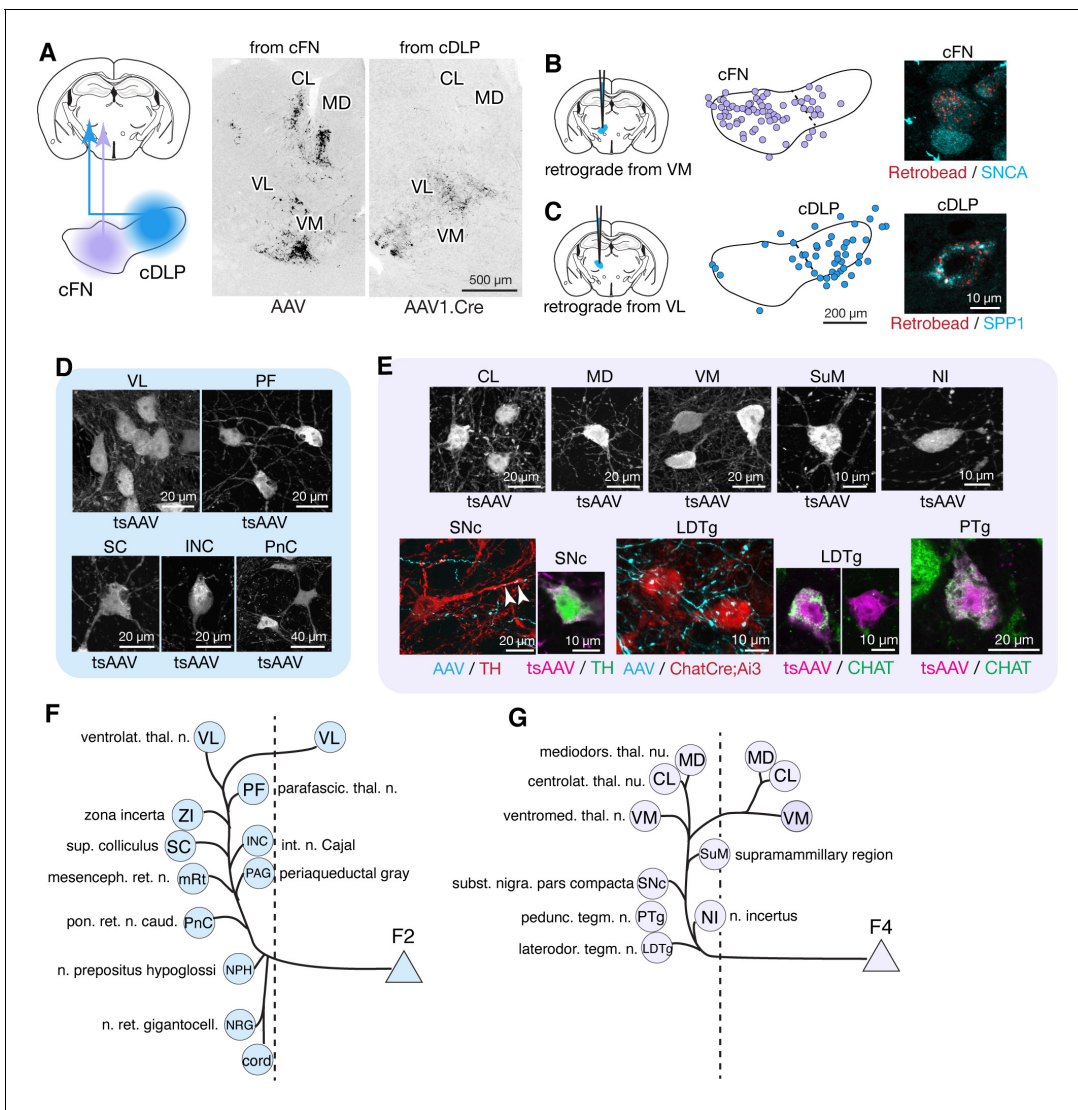 A
from cFN
from cDLP
CL
MD
VL
VM
CL
MD
VL
VM
500 µm
AAV
AAV1.Cre
cDLP
cFN
B
retrograde from VM
cFN
cFN
Retrobead / SNCA
C
retrograde from VL
cDLP
200 µm
10 µm
Retrobead / SPP1
D
VL
PF
20 µm
20 µm
tsAAV
tsAAV
SC
INC
PnC
20 µm
20 µm
40 µm
tsAAV
tsAAV
tsAAV
E
CL
MD
VM
SuM
NI
20 µm
20 µm
20 µm
10 µm
10 µm
tsAAV
tsAAV
tsAAV
tsAAV
tsAAV
SNc
SNc
LDTg
LDTg
PTg
20 µm
10 µm
10 µm
10 µm
20 µm
AAV / TH
tsAAV / TH
AAV / ChatCre;Ai3
tsAAV / CHAT
tsAAV / CHAT
F
ventrolat. thal. n.
VL
VL
PF
parafascic. thal. n.
zona incerta
ZI
sup. colliculus
SC
INC
int. n. Cajal
mesenceph. ret. n.
mRt
PAG
periaqueductal gray
pon. ret. n. caud.
PnC
F2
n. prepositus hypoglossi
NPH
n. ret. gigantocell.
NRG
cord
G
mediodors. thal. nu.
MD
MD
centrolat. thal. nu.
CL
CL
ventromed. thal. n.
VM
VM
SuM
supramammillary region
subst. nigra. pars compacta
SNc
pedunc. tegm. n.
PTg
NI
n. incertus
laterodor. tegm. n.
LDTg
F4